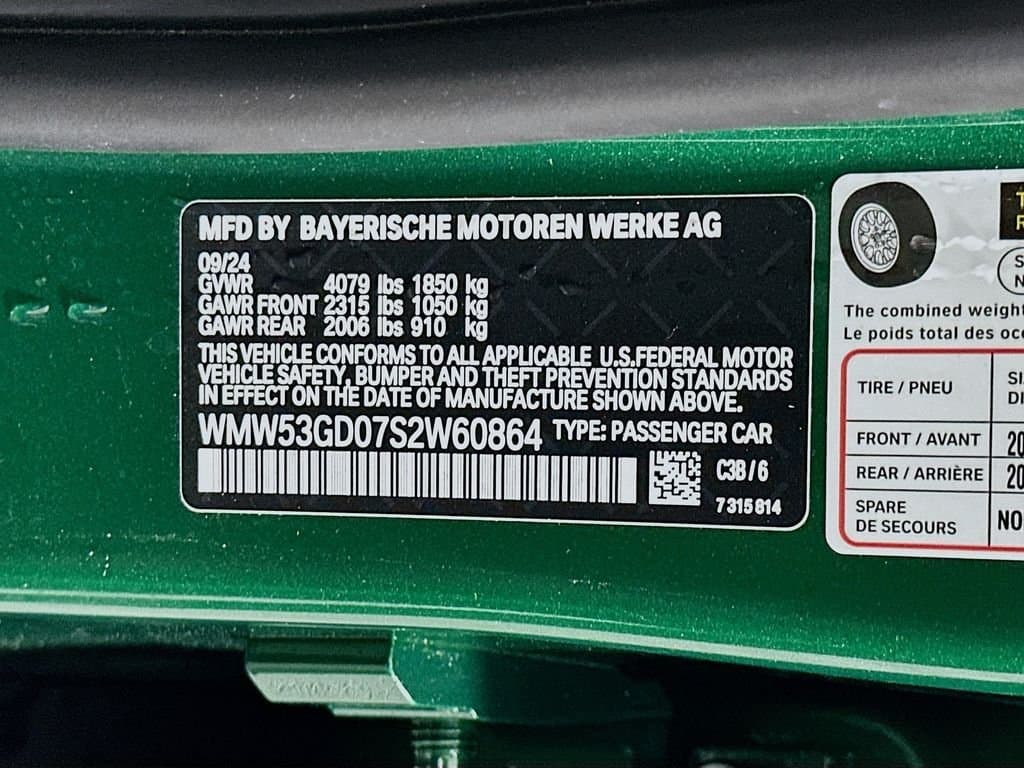 MFD BY BAYERISCHE MOTOREN WERKE AG
09/24
GVWR 4079 lbs 1850 kg
GAWR FRONT 2315 lbs 1050 kg
GAWR REAR 2006 lbs 910 kg
THIS VEHICLE CONFORMS TO ALL APPLICABLE U.S.FEDERAL MOTOR
VEHICLE SAFETY, BUMPER AND THEFT PREVENTION STANDARDS
IN EFFECT ON THE DATE OF MANUFACTURE SHOWN ABOVE.
WMW53GD07S2W60864 TYPE: PASSENGER CAR
C3B / 6
7315814
The combined weight
Le poids total des
TIRE / PNEU
FRONT / AVANT 20
REAR / ARRIÈRE 20
SPARE
DE SECOURS NO